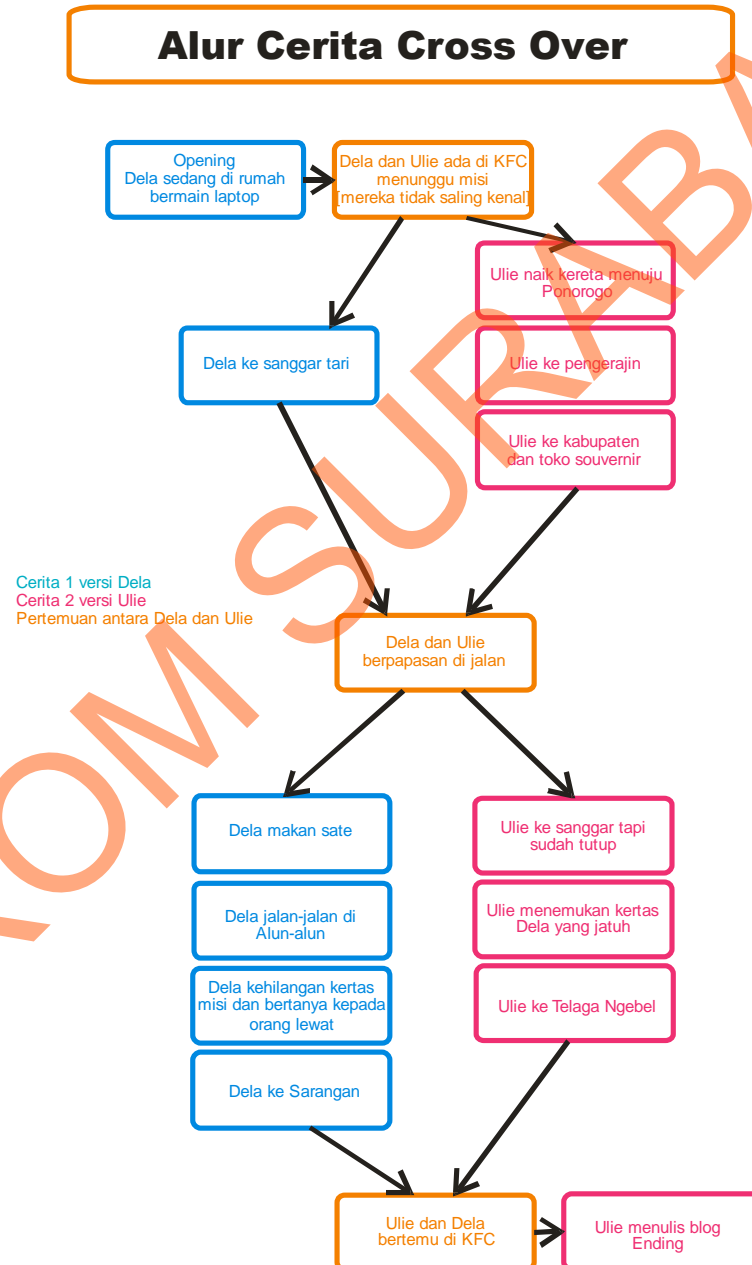 Alur Cerita Cross Over
Opening
Dela sedang di rumah
bermain laptop
Dela dan Ulie ada di KFC
menunggu misi
[mereka tidak saling kenal]
Ulie naik kereta menuju
Ponorogo
Dela ke sanggar tari
Ulie ke pengerajin
Ulie ke kabupaten
dan toko souvernir
Cerita 1 versi Dela
Cerita 2 versi Ulie
Pertemuan antara Dela dan Ulie
Dela dan Ulie
berpapasan di jalan
Dela makan sate
Dela jalan-jalan di
Alun-alun
Dela kehilangan kertas
misi dan bertanya kepada
orang lewat
Dela ke Sarangan
Ulie ke sanggar tapi
sudah tutup
Ulie menemukan kertas
Dela yang jatuh
Ulie ke Telaga Ngebel
Ulie dan Dela
bertemu di KFC
Ulie menulis blog
Ending